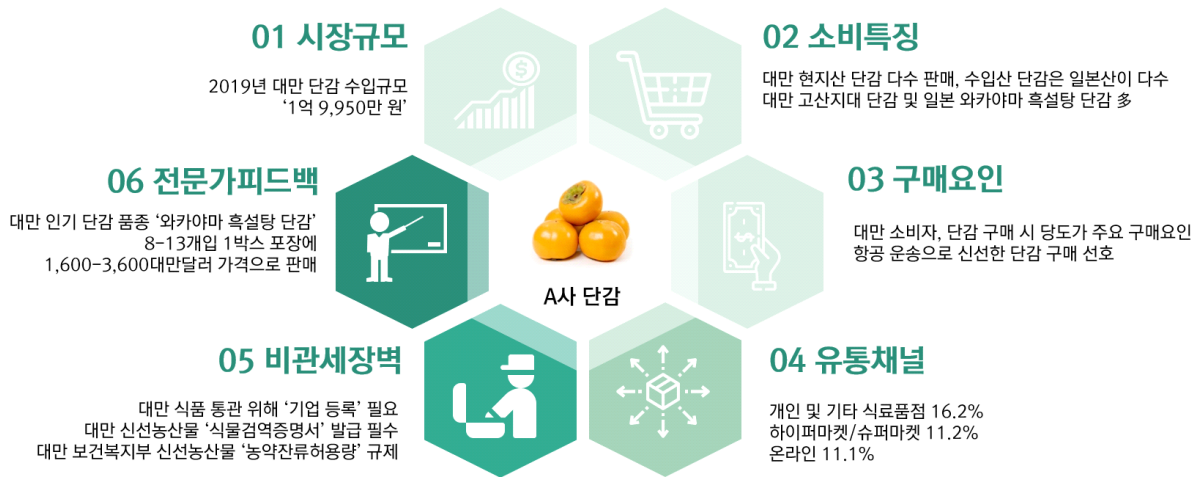 01 시장규모
2019년 대만 단감 수입규모
‘1억 9,950만 원’
02 소비특징
대만 현지산 단감 다수 판매, 수입산 단감은 일본산이 다수
대만 고산지대 단감 및 일본 와카야마 흑설탕 단감 多
03 구매요인
대만 소비자, 단감 구매 시 당도가 주요 구매요인
항공 운송으로 신선한 단감 구매 선호
04 유통채널
개인 및 기타 식료품점 16.2%
하이퍼마켓/슈퍼마켓 11.2%
온라인 11.1%
05 비관세장벽
대만 식품 통관 위해 ‘기업 등록’ 필요
대만 신선농산물 ‘식물검역증명서’ 발급 필수
대만 보건복지부 신선농산물 ‘농약잔류허용량’ 규제
06 전문가피드백
대만 인기 단감 품종 ‘와카야마 흑설탕 단감’
8-13개입 1박스 포장에
1,600-3,600대만달러 가격으로 판매
A사 단감